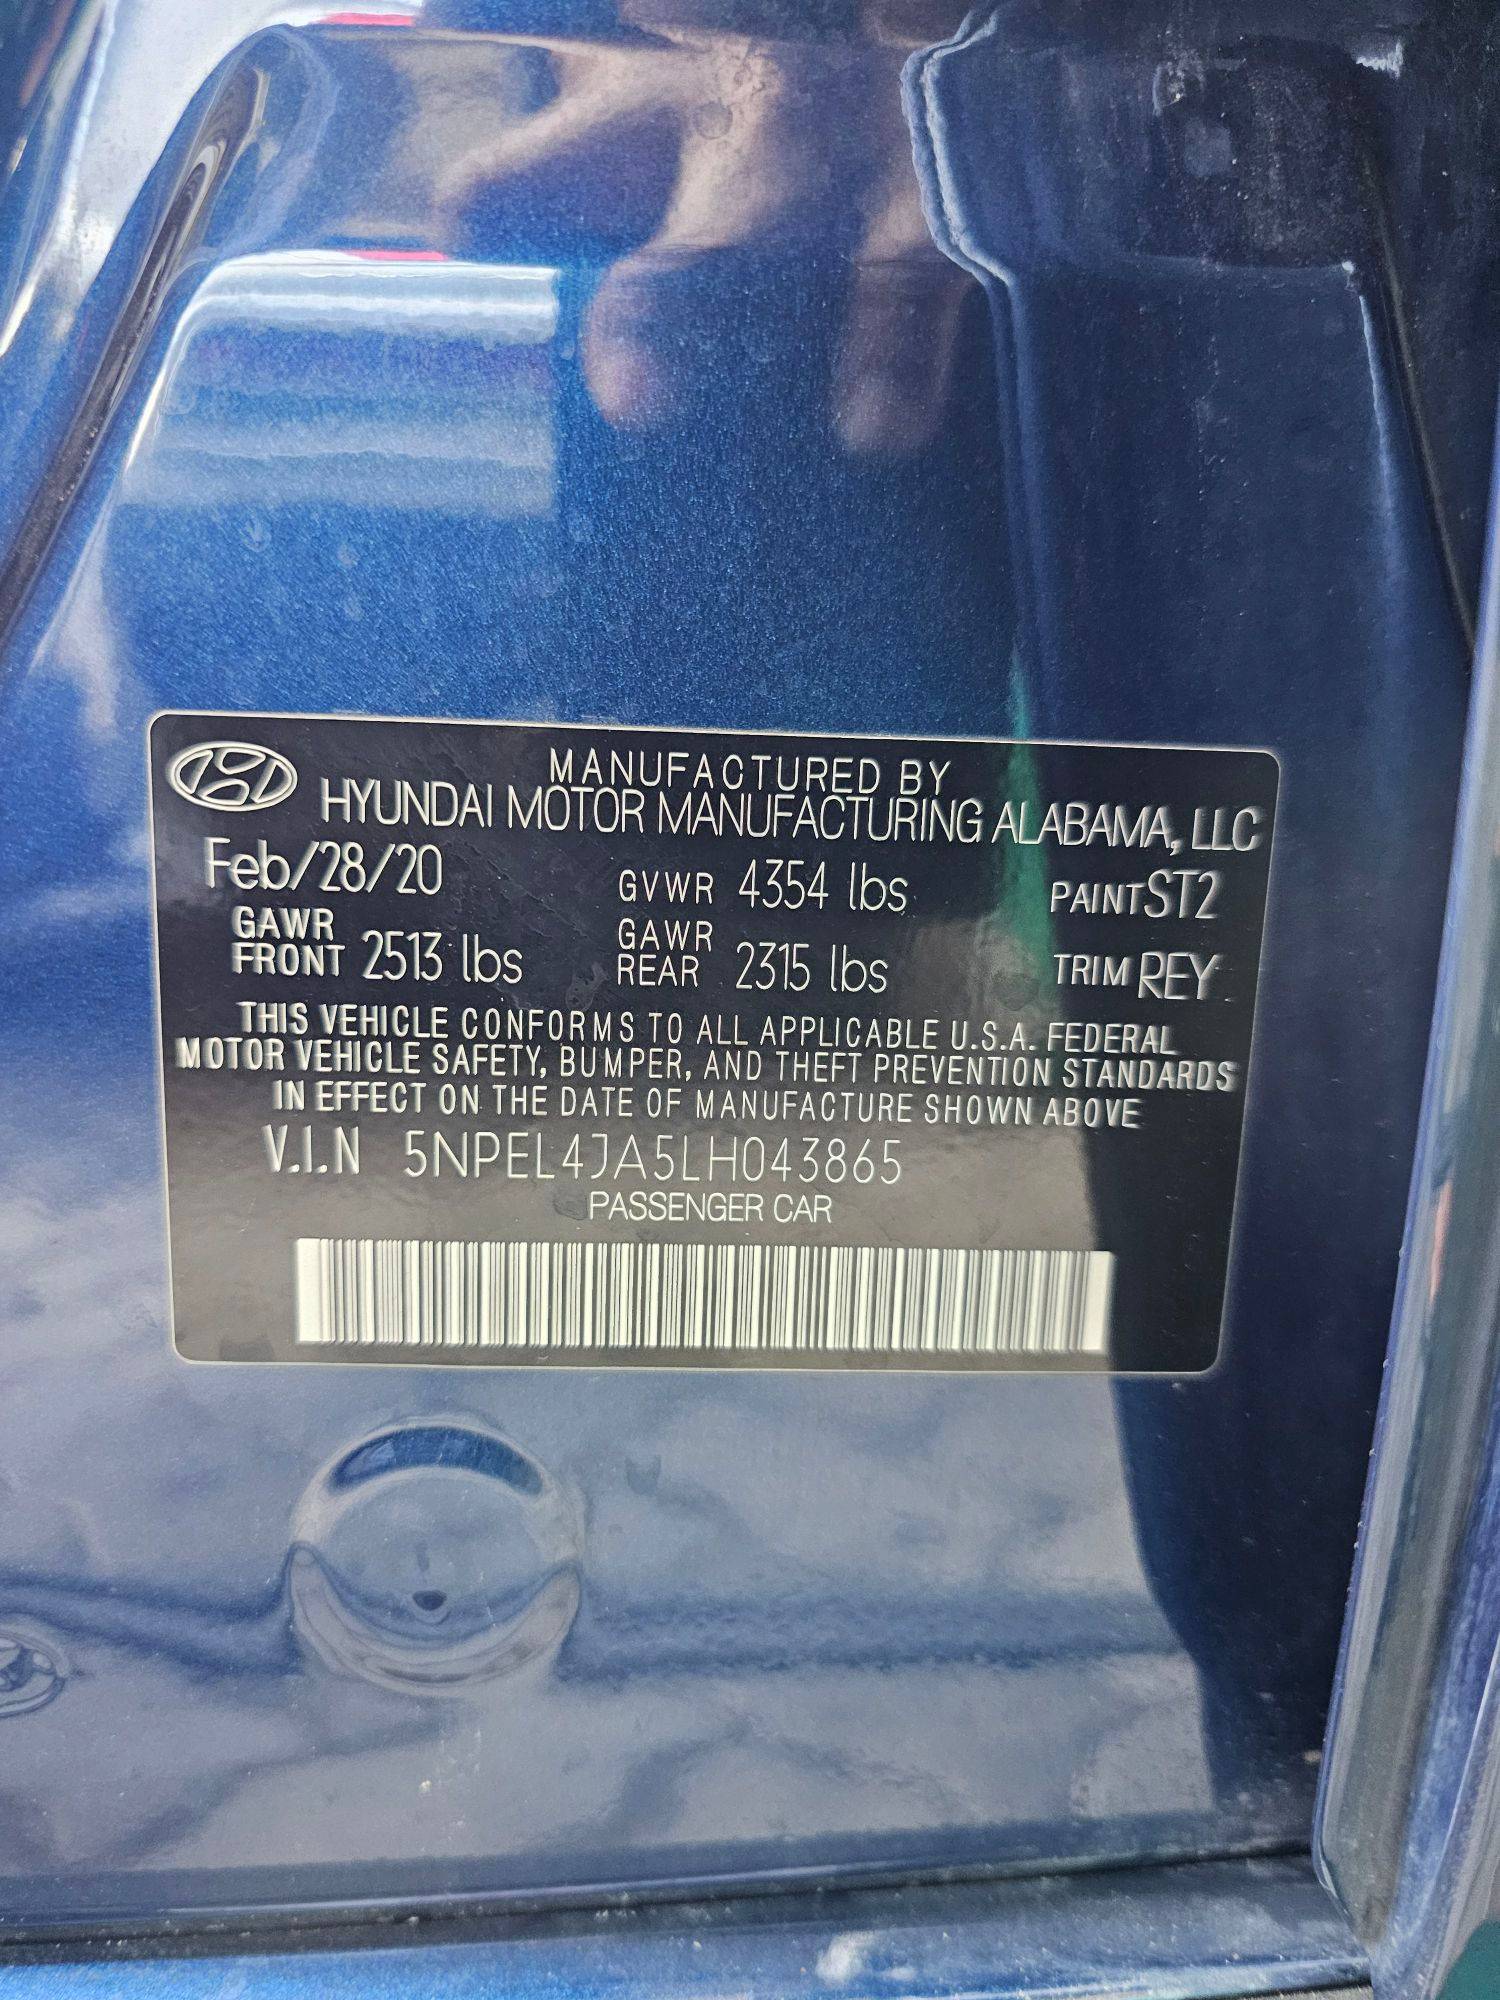 MANUFACTURED BY
HYUNDAI MOTOR MANUFACTURING ALABAMA, LLC
Feb/28/20 GVWR 4354 lbs PAINT ST2
GAWR FRONT 2513 lbs GAWR REAR 2315 lbs TRIM REY
THIS VEHICLE CONFORMS TO ALL APPLICABLE U.S.A. FEDERAL
MOTOR VEHICLE SAFETY, BUMPER, AND THEFT PREVENTION STANDARDS
IN EFFECT ON THE DATE OF MANUFACTURE SHOWN ABOVE
V.I.N 5NPEL4JA5LH043865
PASSENGER CAR